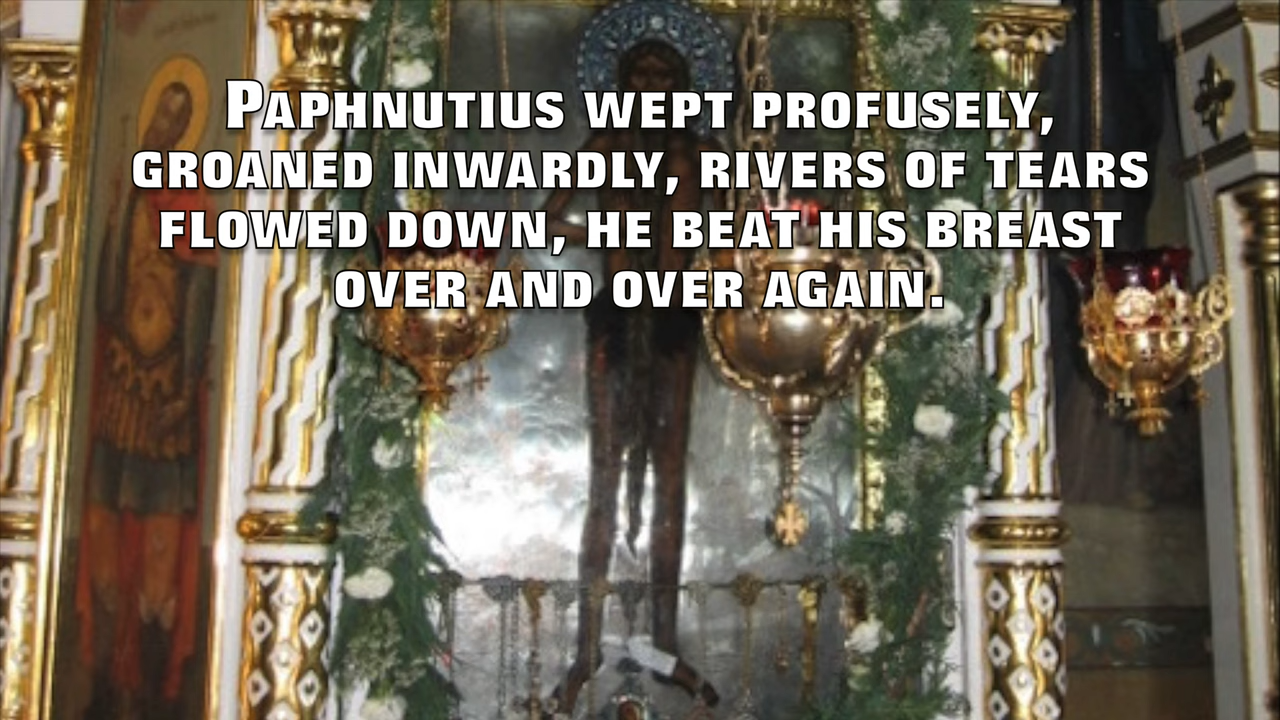 Paphnutius wept profusely,
groaned inwardly, rivers of tears
flowed down, he beat his breast
over and over again.